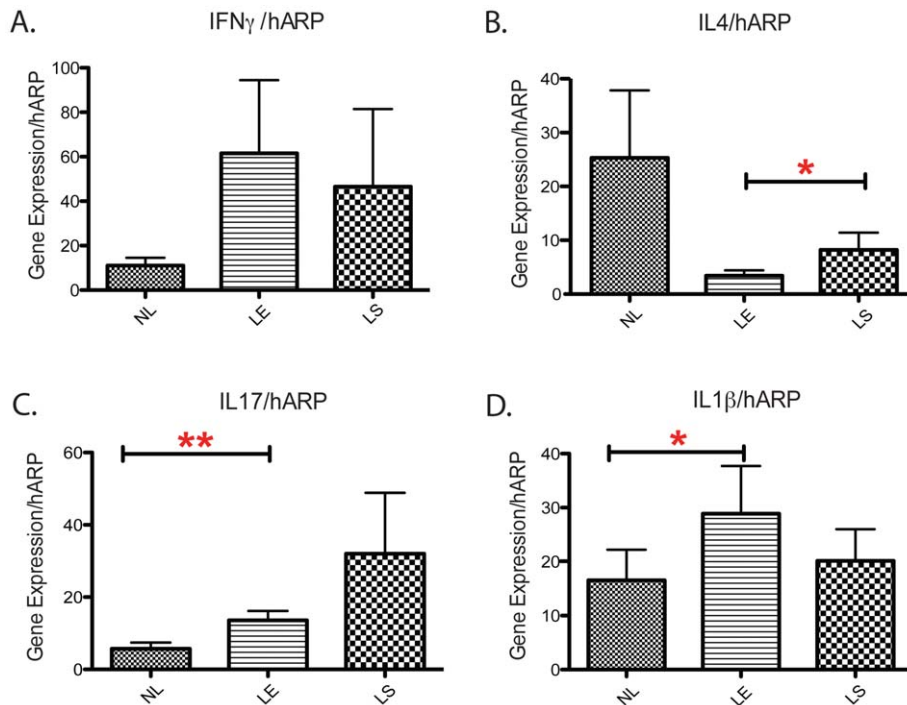 A.
IFNγ/hARP
Gene Expression/hARP
100
80
60
40
20
0
NL
LE
LS
B.
IL4/hARP
Gene Expression/hARP
40
30
20
10
0
*
NL
LE
LS
C.
IL17/hARP
Gene Expression/hARP
60
40
20
0
**
NL
LE
LS
D.
IL1β/hARP
Gene Expression/hARP
40
30
20
10
0
*
NL
LE
LS